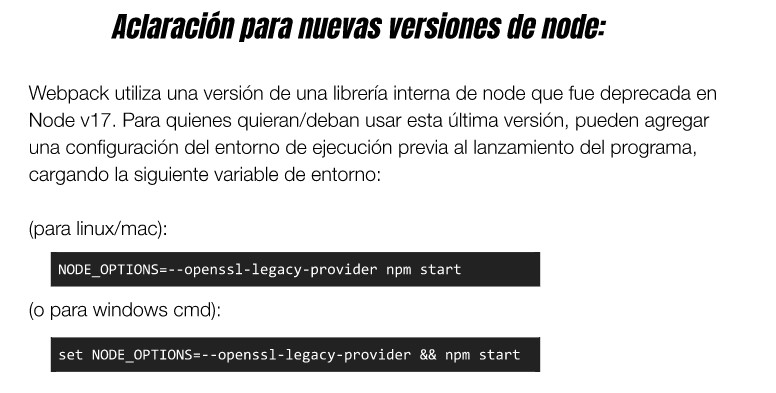 Aclaración para nuevas versiones de node:
Webpack utiliza una versión de una librería interna de node que fue deprecada en
Node v17. Para quienes quieran/deban usar esta última versión, pueden agregar
una configuración del entorno de ejecución previa al lanzamiento del programa,
cargando la siguiente variable de entorno:
(para linux/mac):
NODE_OPTIONS=--openssl-legacy-provider npm start
(o para windows cmd):
set NODE_OPTIONS=--openssl-legacy-provider && npm start